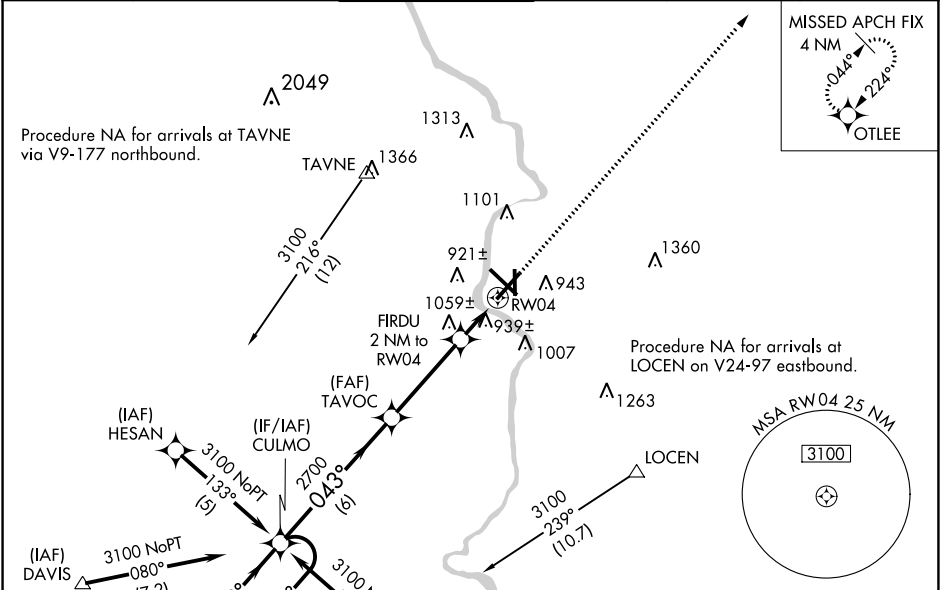 MISSED APCH FIX
4 NM
044°
224°
OTLEE
2049
Procedure NA for arrivals at TAVNE
via V9-177 northbound.
1313
TAVNE
1366
1101
3100
216°
(12)
921±
1360
943
RW04
1059±
939±
FIRDU
2 NM to
RW04
1007
Procedure NA for arrivals at
LOCEN on V24-97 eastbound.
(FAF)
TAVOC
1263
(IAF)
HESAN
(IF/IAF)
CULMO
MSA RW04 25 NM
3100
LOCEN
3100 NoPT
133°
(5)
2700
043°
(6)
3100
239°
(10.7)
(IAF)
DAVIS
3100 NoPT
080°
3100